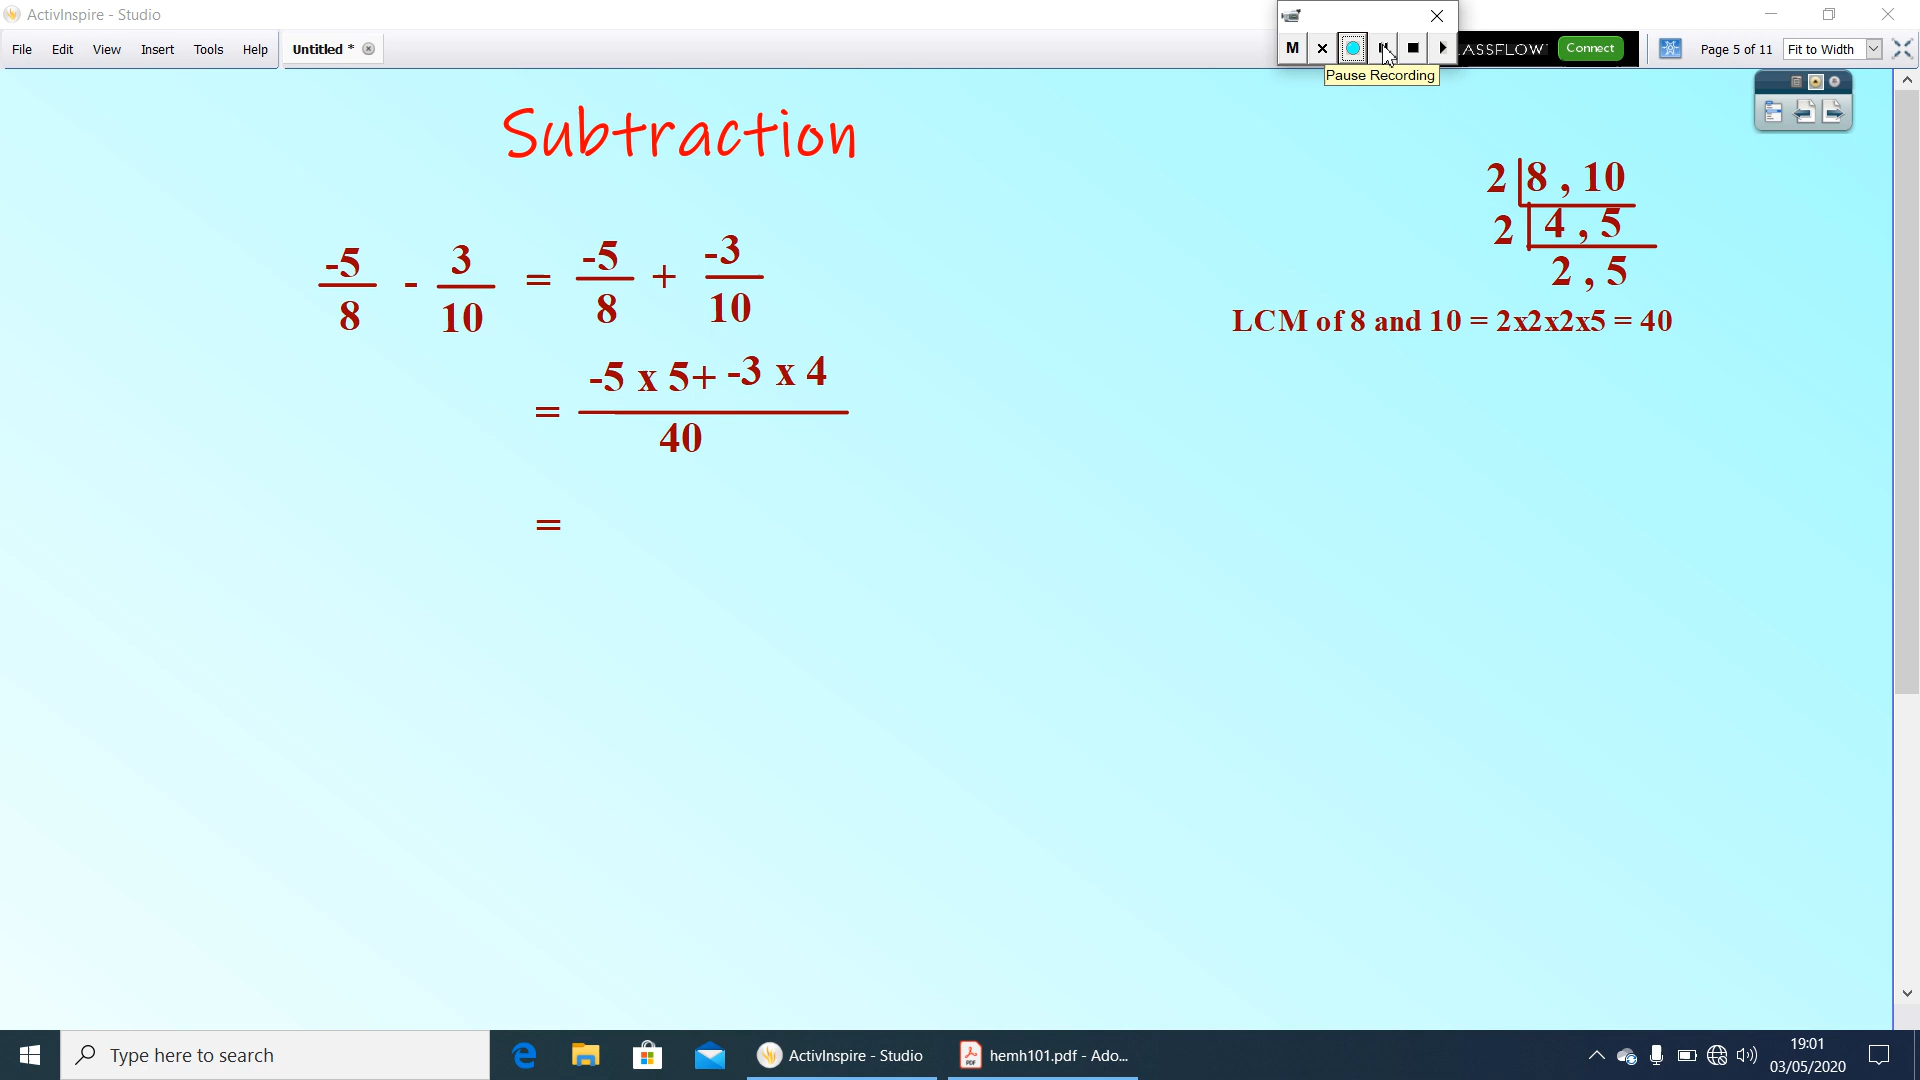 ActivInspire - Studio
File Edit View Insert Tools Help Untitled *
M
ASSFLOW Connect Page 5 of 11 Fit to Width
Pause Recording
Subtraction
2 8 , 10
2 4 , 5
2 , 5
LCM of 8 and 10 = 2x2x2x5 = 40
-5/8 - 3/10 = -5/8 + -3/10
= -5 x 5+ -3 x 4
40
=
Type here to search
ActivInspire - Studio
hemh101.pdf - Ado...
19:01
03/05/2020